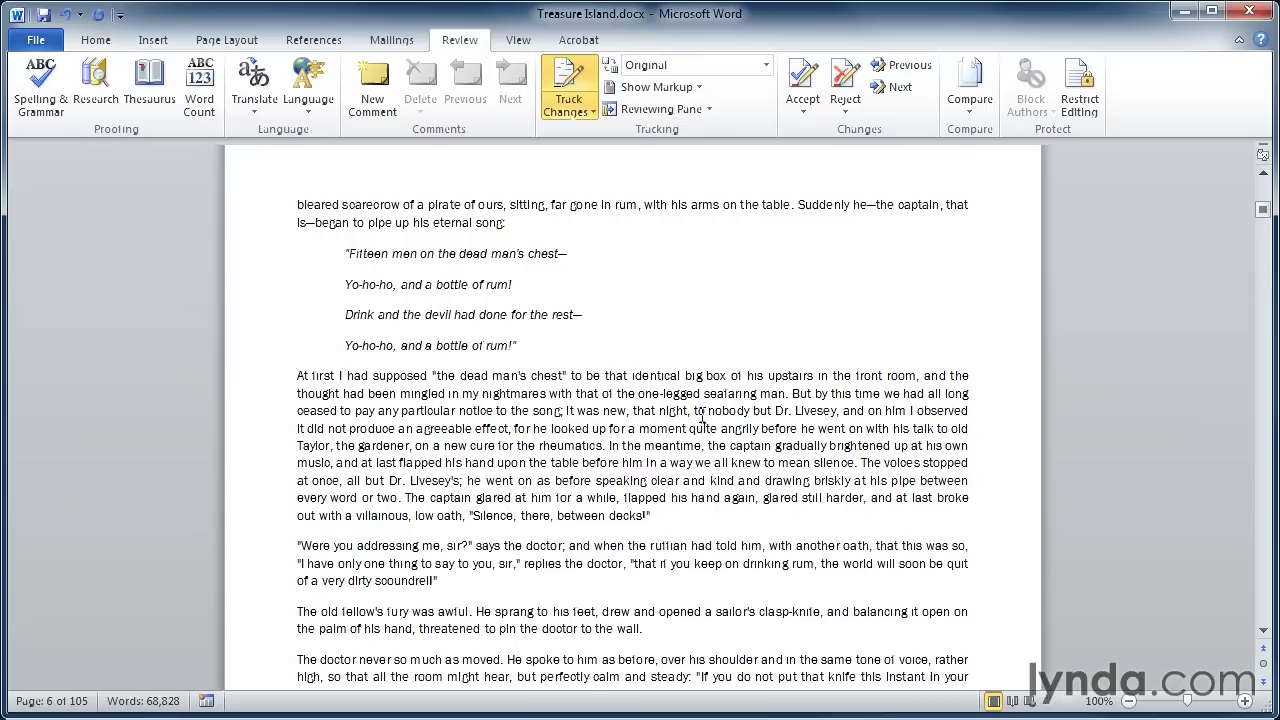 Treasure Island.docx - Microsoft Word
File Home Insert Page Layout References Mailings Review View Acrobat
Spelling & Grammar
Research
Thesaurus
Word Count
Translate
Language
New Comment
Delete
Previous
Next
Track Changes
Original
Show Markup
Reviewing Pane
Accept
Reject
Previous
Next
Compare
Block Authors
Restrict Editing
Proofing Language Comments Tracking Changes Compare Protect
bleared scarecrow of a pirate of ours, sitting, far gone in rum, with his arms on the table. Suddenly he—the captain, that
is—began to pipe up his eternal song:
"Fifteen men on the dead man's chest—
Yo-ho-ho, and a bottle of rum!
Drink and the devil had done for the rest—
Yo-ho-ho, and a bottle of rum!"
At first I had supposed "the dead man's chest" to be that identical big box of his upstairs in the front room, and the
thought had been mingled in my nightmares with that of the one-legged seafaring man. But by this time we had all long
ceased to pay any particular notice to the song; it was new, that night, to nobody but Dr. Livesey, and on him I observed
it did not produce an agreeable effect, for he looked up for a moment quite angrily before he went on with his talk to old
Taylor, the gardener, on a new cure for the rheumatics. In the meantime, the captain gradually brightened up at his own
music, and at last flapped his hand upon the table before him in a way we all knew to mean silence. The voices stopped
at once, all but Dr. Livesey's; he went on as before speaking clear and kind and drawing briskly at his pipe between
every word or two. The captain glared at him for a while, flapped his hand again, glared still harder, and at last broke
out with a villainous, low oath, "Silence, there, between decks!"
"Were you addressing me, sir?" says the doctor; and when the ruffian had told him, with another oath, that this was so,
"I have only one thing to say to you, sir," replies the doctor, "that if you keep on drinking rum, the world will soon be quit
of a very dirty scoundrel!"
The old fellow's fury was awful. He sprang to his feet, drew and opened a sailor's clasp-knife, and balancing it open on
the palm of his hand, threatened to pin the doctor to the wall.
The doctor never so much as moved. He spoke to him as before, over his shoulder and in the same tone of voice, rather
high, so that all the room might hear, but perfectly calm and steady: "If you do not put that knife this instant in your
lynda.com
Page: 6 of 105 Words: 68,828 100%